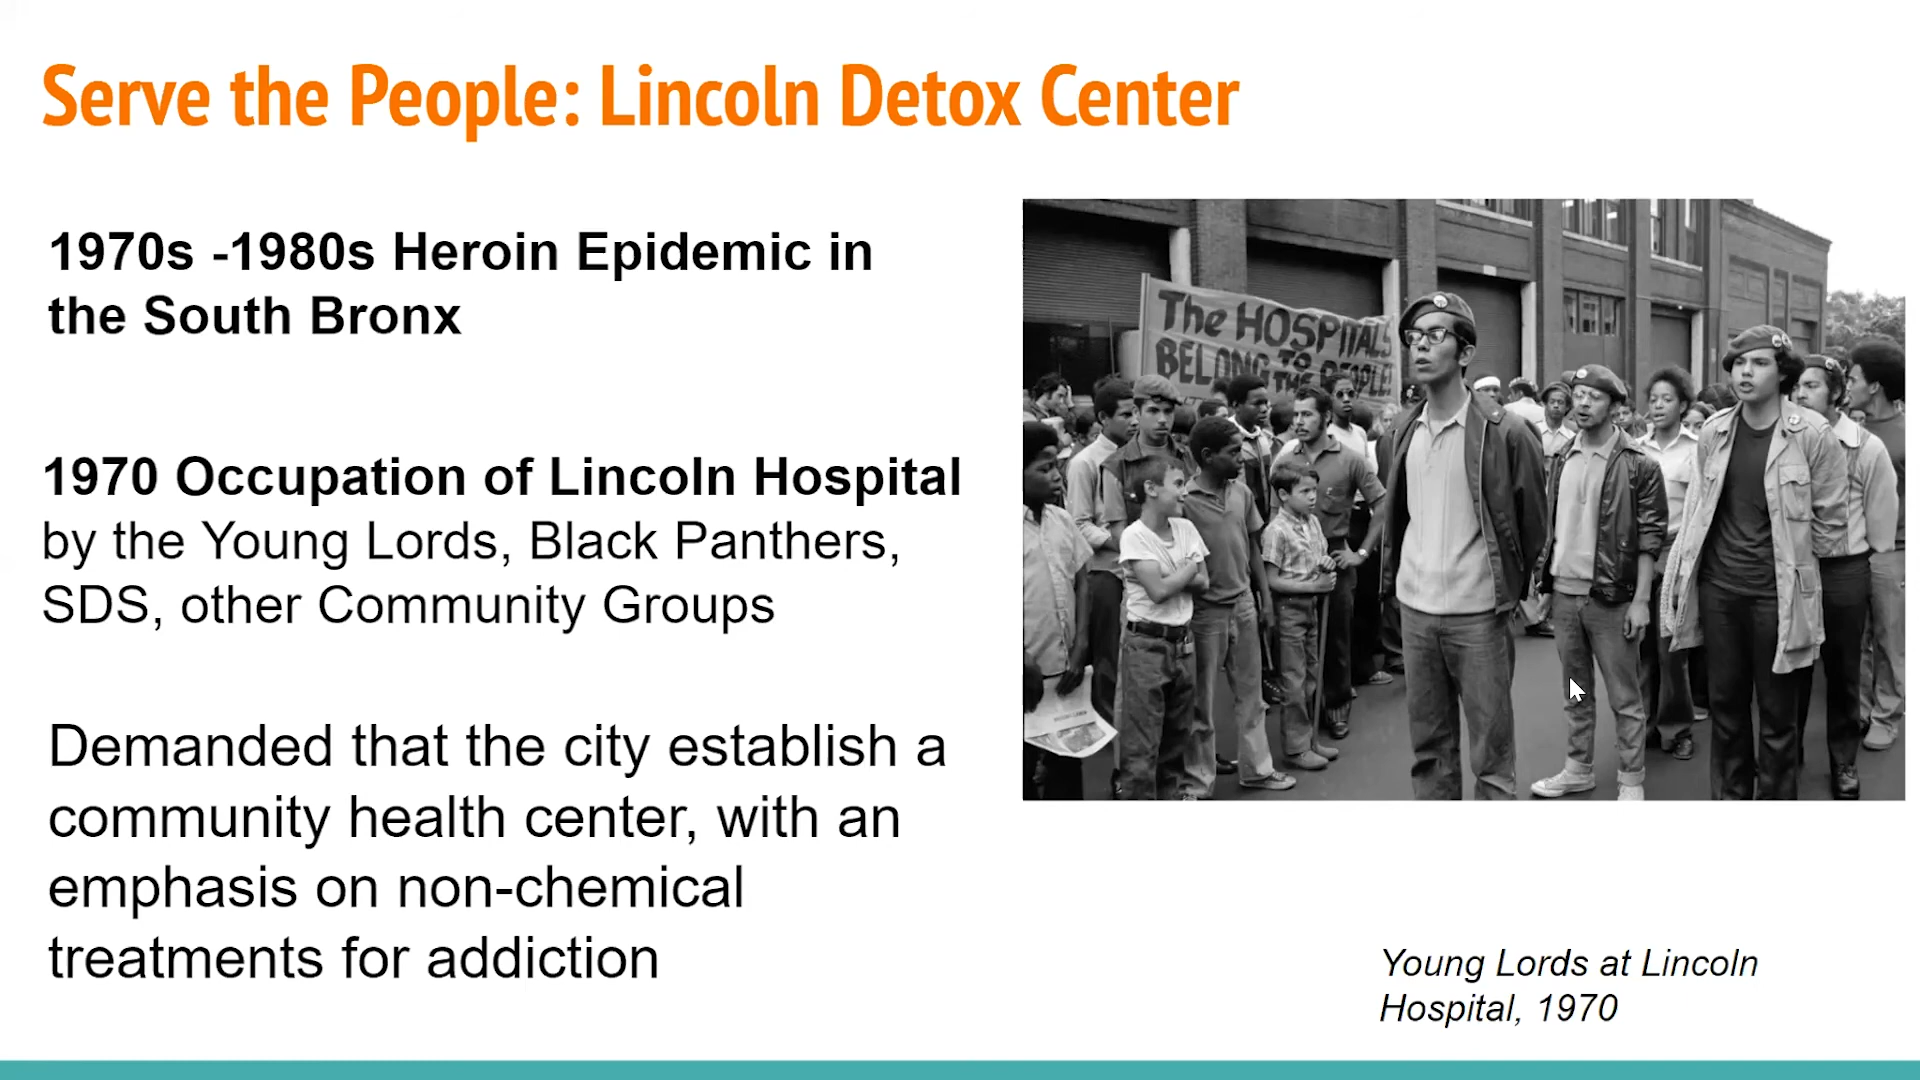 Serve the People: Lincoln Detox Center
1970s -1980s Heroin Epidemic in
the South Bronx
1970 Occupation of Lincoln Hospital
by the Young Lords, Black Panthers,
SDS, other Community Groups
Demanded that the city establish a
community health center, with an
emphasis on non-chemical
treatments for addiction
The HOSPITALS
BELONG TO
THE PEOPLE!
Young Lords at Lincoln
Hospital, 1970